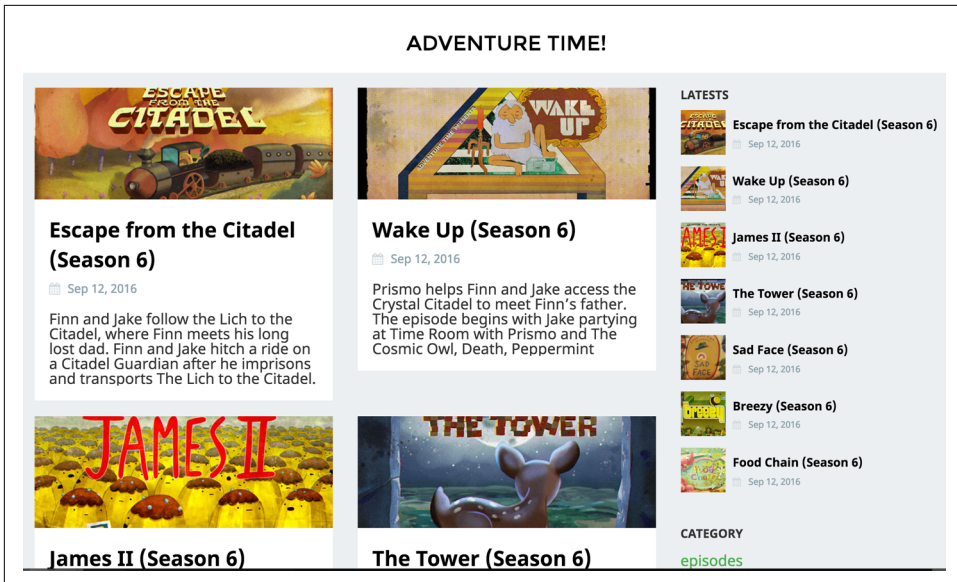 ADVENTURE TIME!
ESCAPE
FROM THE
CITADEL
Escape from the Citadel
(Season 6)
Sep 12, 2016
Finn and Jake follow the Lich to the
Citadel, where Finn meets his long
lost dad. Finn and Jake hitch a ride on
a Citadel Guardian after he imprisons
and transports The Lich to the Citadel.
WAKE
UP
Wake Up (Season 6)
Sep 12, 2016
Prismo helps Finn and Jake access the
Crystal Citadel to meet Finn’s father.
The episode begins with Jake partying
at Time Room with Prismo and The
Cosmic Owl, Death, Peppermint
JAMES II
James II (Season 6)
THE TOWER
The Tower (Season 6)
LATESTS
Escape from the Citadel (Season 6)
Sep 12, 2016
Wake Up (Season 6)
Sep 12, 2016
James II (Season 6)
Sep 12, 2016
The Tower (Season 6)
Sep 12, 2016
SAD
FACE
Sad Face (Season 6)
Sep 12, 2016
breezy
Breezy (Season 6)
Sep 12, 2016
Food
Chain
Food Chain (Season 6)
Sep 12, 2016
CATEGORY
episodes